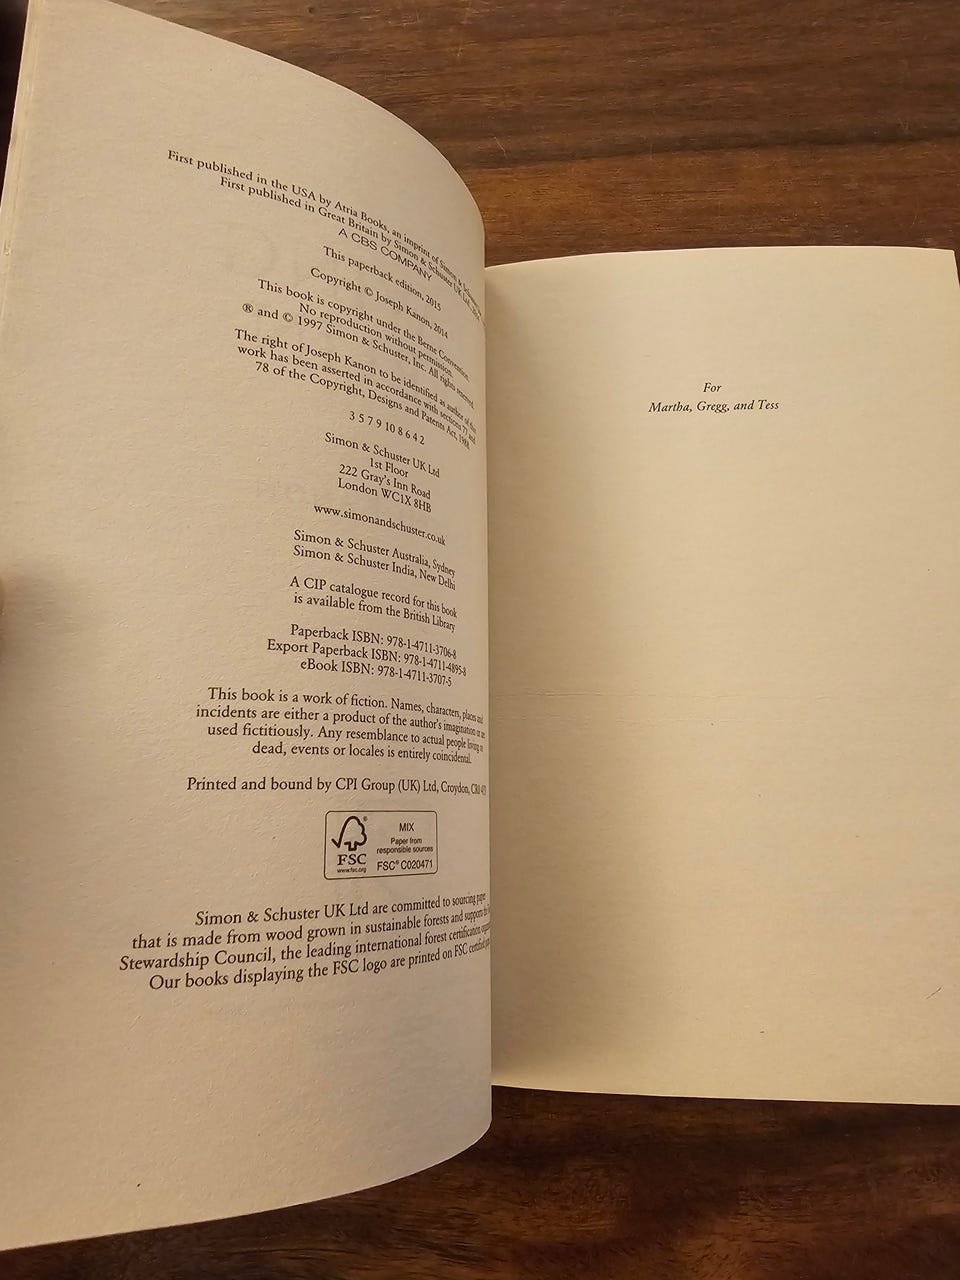 First published in the USA by Atria Books, an imprint of Simon & Schuster,
First published in Great Britain by Simon & Schuster UK Ltd,
A CBS COMPANY
This paperback edition, 2015
Copyright © Joseph Kanon, 2014
This book is copyright under the Berne Convention.
No reproduction without permission.
® and © 1997 Simon & Schuster, Inc. All rights reserved.
The right of Joseph Kanon to be identified as author of this
work has been asserted in accordance with sections 77 and
78 of the Copyright, Designs and Patents Act, 1988.
3 5 7 9 10 8 6 4 2
Simon & Schuster UK Ltd
1st Floor
222 Gray's Inn Road
London WC1X 8HB
www.simonandschuster.co.uk
Simon & Schuster Australia, Sydney
Simon & Schuster India, New Delhi
A CIP catalogue record for this book
is available from the British Library
Paperback ISBN: 978-1-4711-3706-8
Export Paperback ISBN: 978-1-4711-4895-8
eBook ISBN: 978-1-4711-3707-5
This book is a work of fiction. Names, characters, places and
incidents are either a product of the author's imagination or are
used fictitiously. Any resemblance to actual people living or
dead, events or locales is entirely coincidental.
Printed and bound by CPI Group (UK) Ltd, Croydon,
FSC
www.fsc.org
MIX
Paper from
responsible sources
FSC® C020471
Simon & Schuster UK Ltd are committed to sourcing paper
that is made from wood grown in sustainable forests and supports
Stewardship Council, the leading international forest certification
Our books displaying the FSC logo are printed on FSC certified
For
Martha, Gregg, and Tess